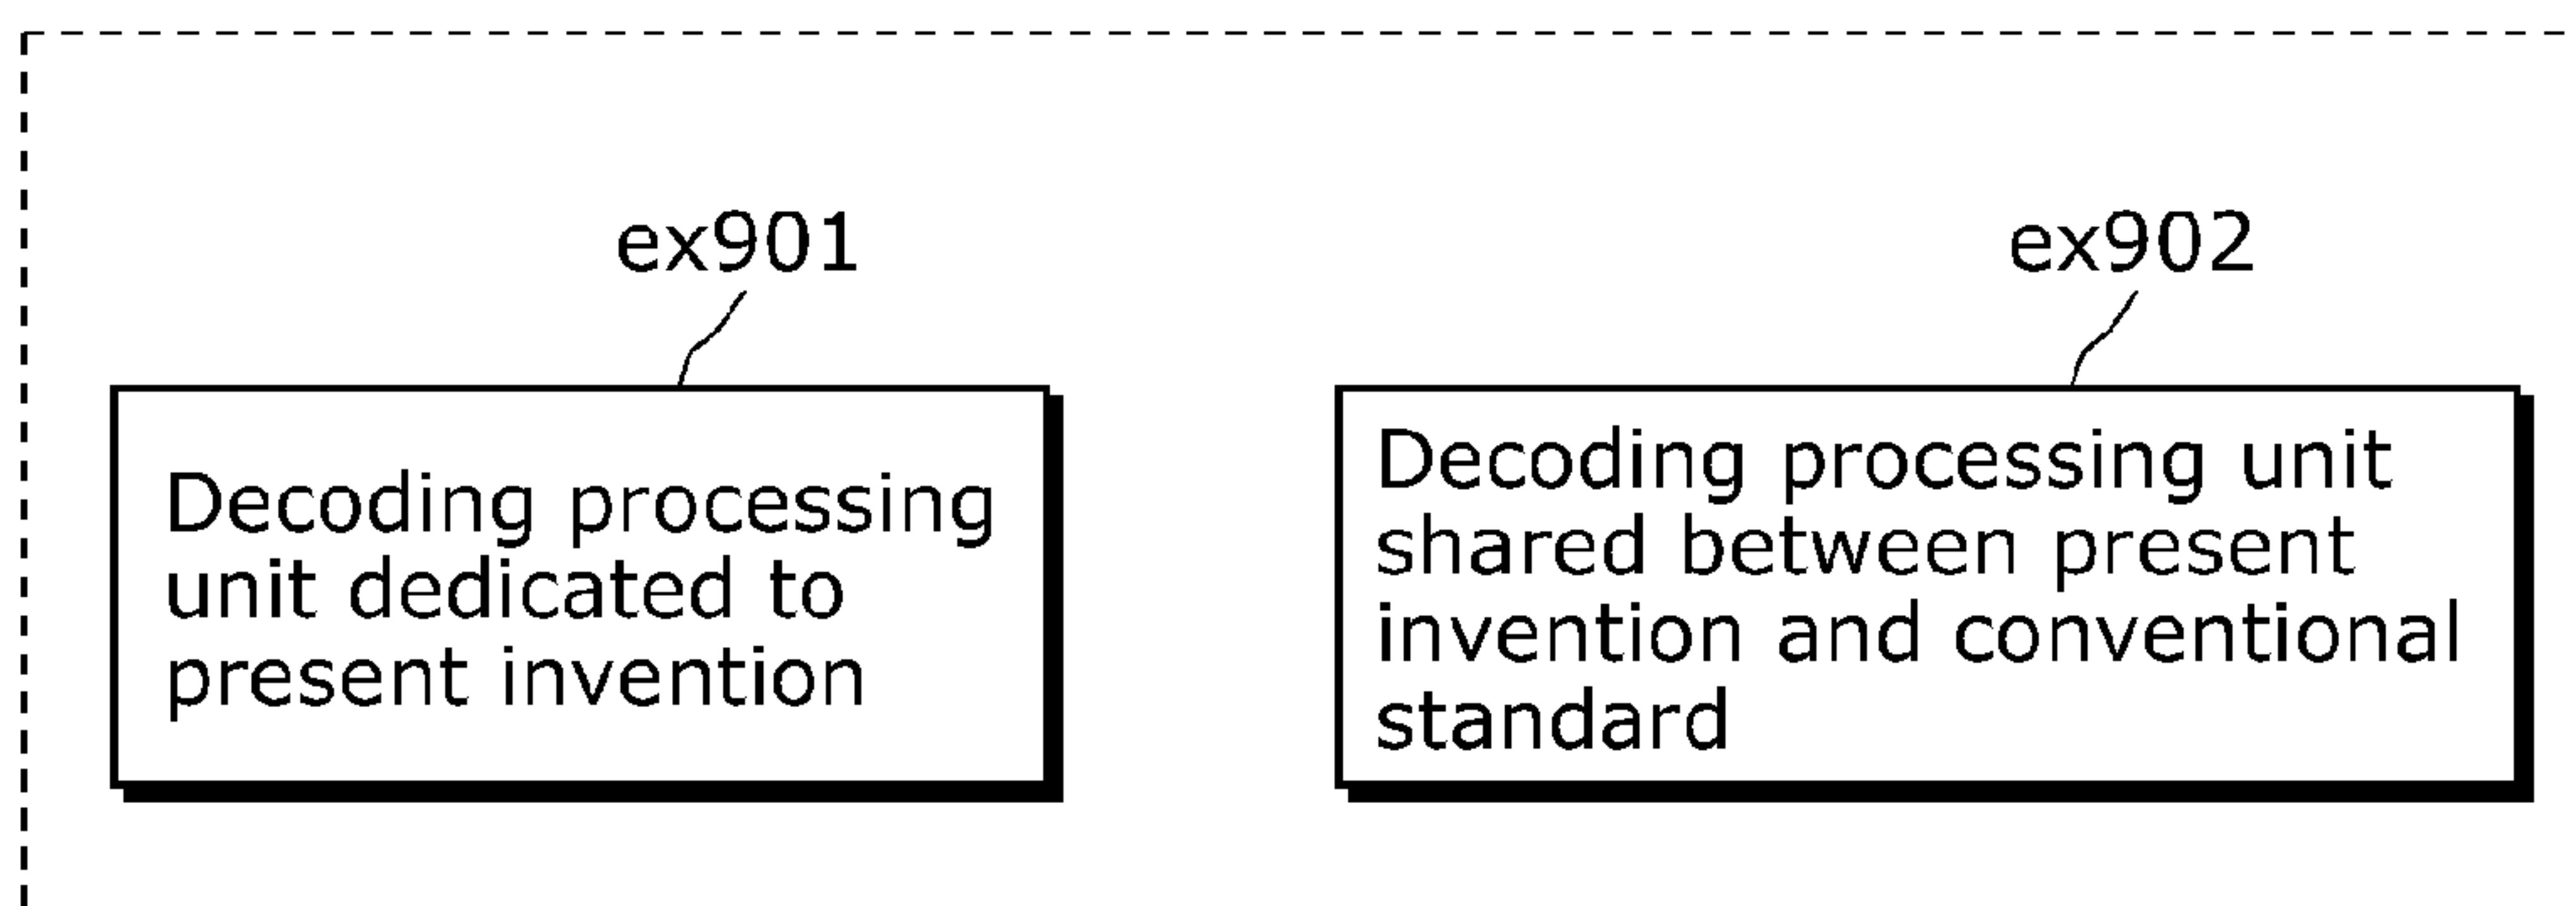 ex901
ex902
Decoding processing
unit dedicated to
present invention
Decoding processing unit
shared between present
invention and conventional
standard